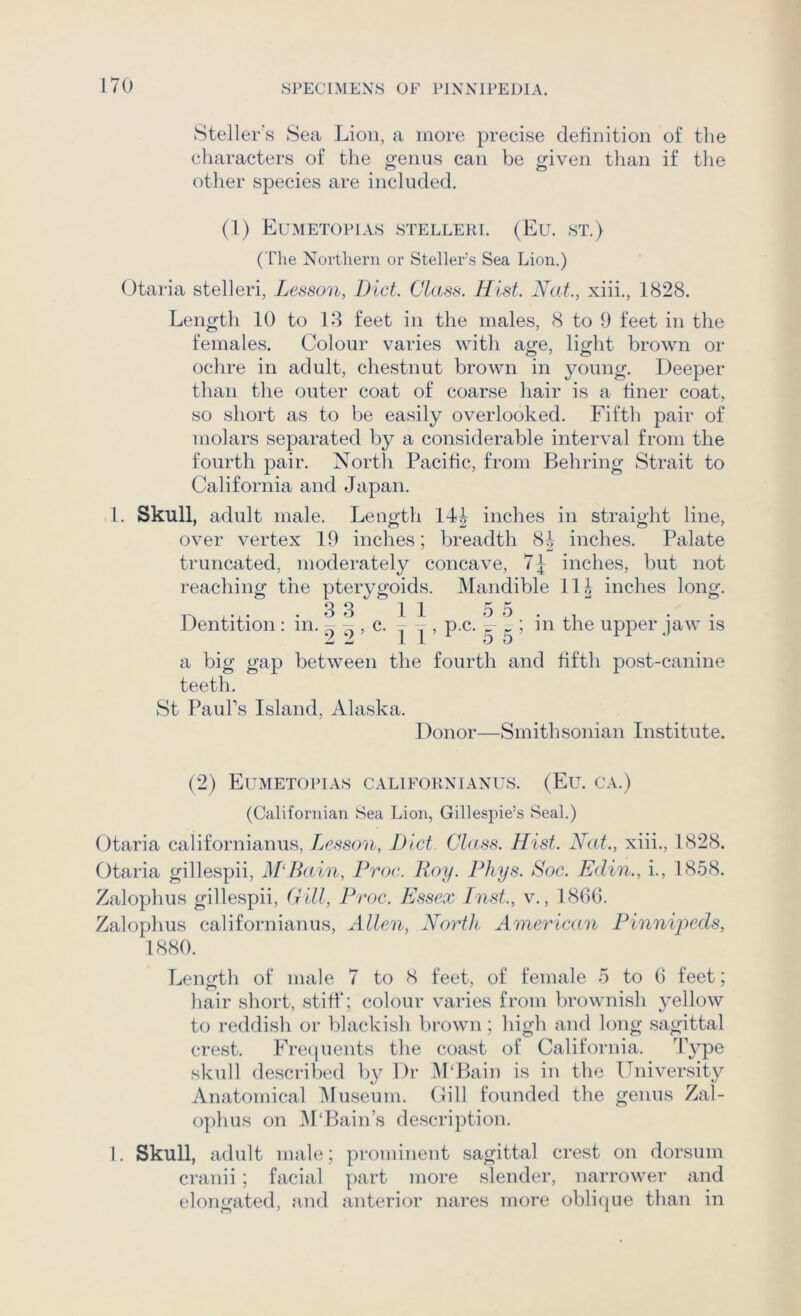 170 SPECIMENS OF PINNIPEDIA.
Steller's Sea Lion, a more precise definition of the
characters of the genus can be given than if the
other species are included.
(1) EUMETOPIAS STELLERI. (EU. ST.)
(The Northern or Steller's Sea Lion.)
Otaria stelleri, Lesson, Dict. Class. Hist. Nat., xiii., 1828.
Length 10 to 13 feet in the males, 8 to 9 feet in the
females. Colour varies with age, light brown or
ochre in adult, chestnut brown in young. Deeper
than the outer coat of coarse hair is a finer coat,
so short as to be easily overlooked. Fifth pair of
molars separated by a considerable interval from the
fourth pair. North Pacific, from Behring Strait to
California and Japan.
1. Skull, adult male. Length 14½ inches in straight line,
over vertex 19 inches; breadth 8½ inches. Palate
truncated, moderately concave, 7¼ inches, but not
reaching the pterygoids. Mandible 11½ inches long.
Dentition: in. 3 3/2 2, c. 1 1/1 1, p.c. 5 5/5 5; in the upper jaw is
a big gap between the fourth and fifth post-canine
teeth.
St Paul's Island, Alaska.
Donor—Smithsonian Institute.
(2) EUMETOPIAS CALIFORNIANUS. (EU. CA.)
(Californian Sea Lion, Gillespie's Seal.)
Otaria californianus, Lesson, Dict. Class. Hist. Nat., xiii., 1828.
Otaria gillespii, M'Bain, Proc. Roy. Phys. Soc. Edin., i., 1858.
Zalophus gillespii, Gill, Proc. Essex Inst., v., 1866.
Zalophus californianus, Allen, North American Pinnipeds,
1880.
Length of male 7 to 8 feet, of female 5 to 6 feet;
hair short, stiff; colour varies from brownish yellow
to reddish or blackish brown; high and long sagittal
crest. Frequents the coast of California. Type
skull described by Dr M'Bain is in the University
Anatomical Museum. Gill founded the genus Zal-
ophus on M'Bain's description.
1. Skull, adult male; prominent sagittal crest on dorsum
cranii; facial part more slender, narrower and
elongated, and anterior nares more oblique than in